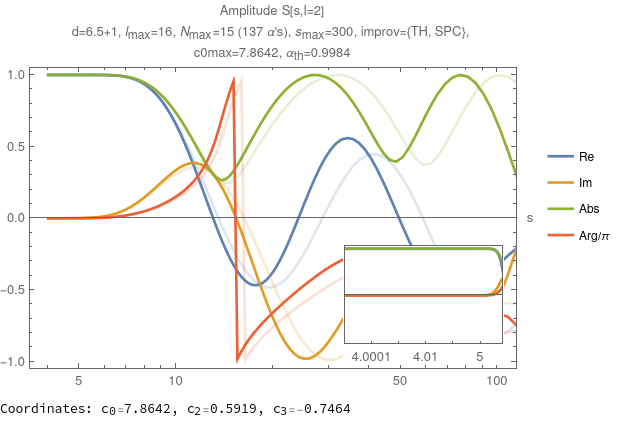 Amplitude S[s,l=2]
d=6.5+1, lmax=16, Nmax=15 (137 α's), smax=300, improv={TH, SPC},
c0max=7.8642, αth=0.9984
1.0
0.5
0.0
−0.5
−1.0
5
10
50
100
s
Re
Im
Abs
Arg/π
4.0001
4.01
5
Coordinates: c0=7.8642, c2=0.5919, c3=-0.7464